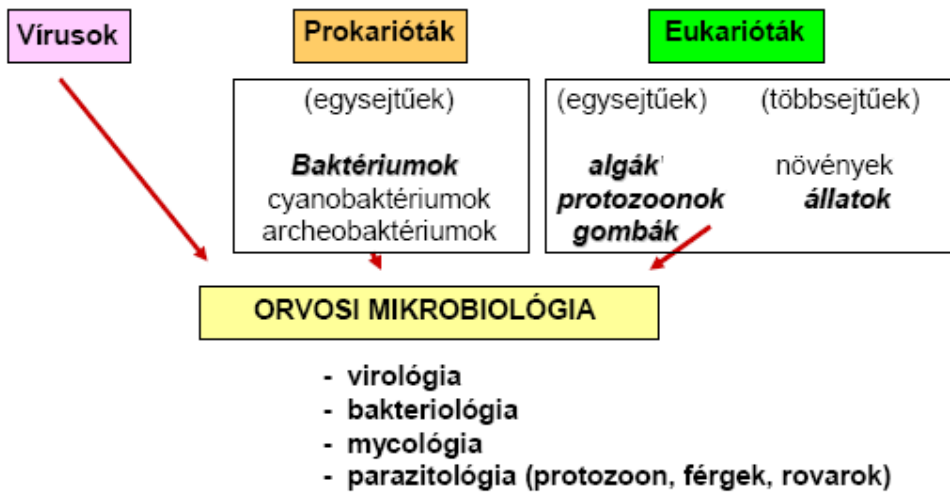 Vírusok
Prokarióták
Eukarióták
(egysejtűek)
Baktériumok
cyanobaktériumok
archeobaktériumok
(egysejtűek) (többsejtűek)
algák' növények
protozoonok állatok
gombák
ORVOSI MIKROBIOLÓGIA
- virológia
- bakteriológia
- mycológia
- parazitológia (protozoon, férgek, rovarok)